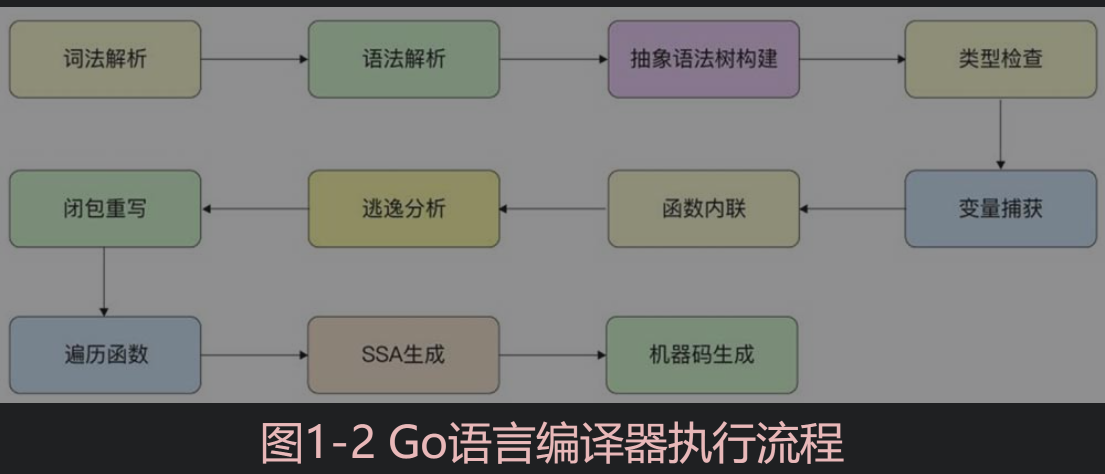 词法解析
语法解析
抽象语法树构建
类型检查
变量捕获
函数内联
逃逸分析
闭包重写
遍历函数
SSA生成
机器码生成
图1-2 Go语言编译器执行流程